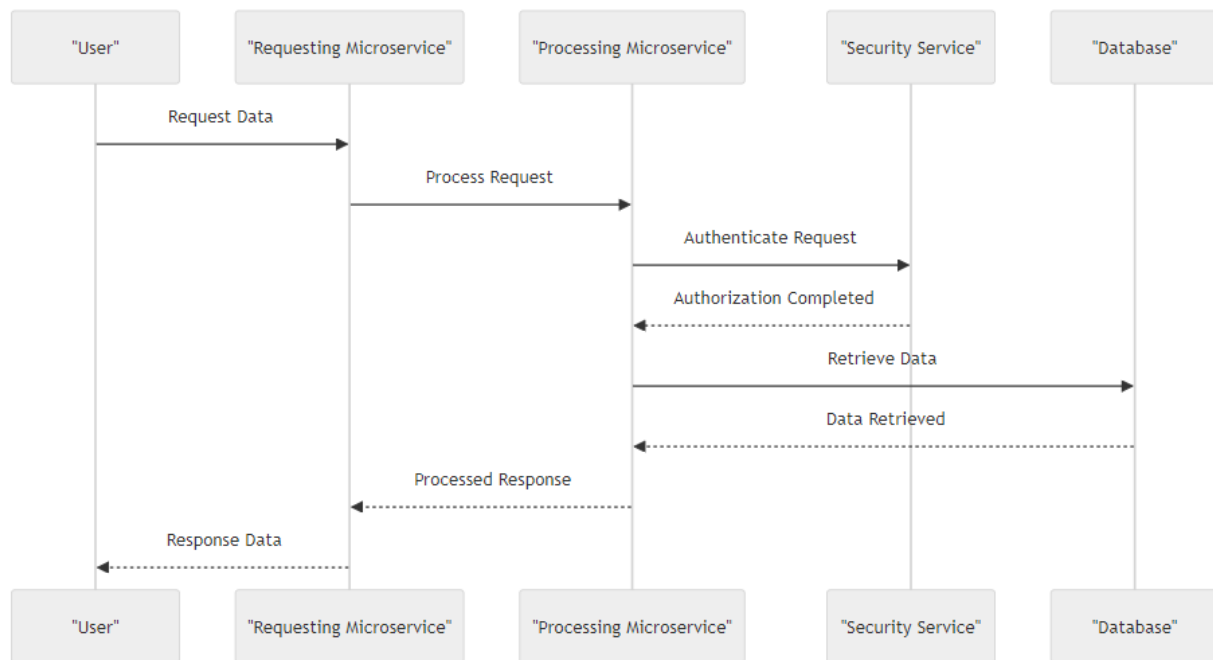 "User"
"Requesting Microservice"
"Processing Microservice"
"Security Service"
"Database"
Request Data
Process Request
Authenticate Request
Authorization Completed
Retrieve Data
Data Retrieved
Processed Response
Response Data
"User"
"Requesting Microservice"
"Processing Microservice"
"Security Service"
"Database"